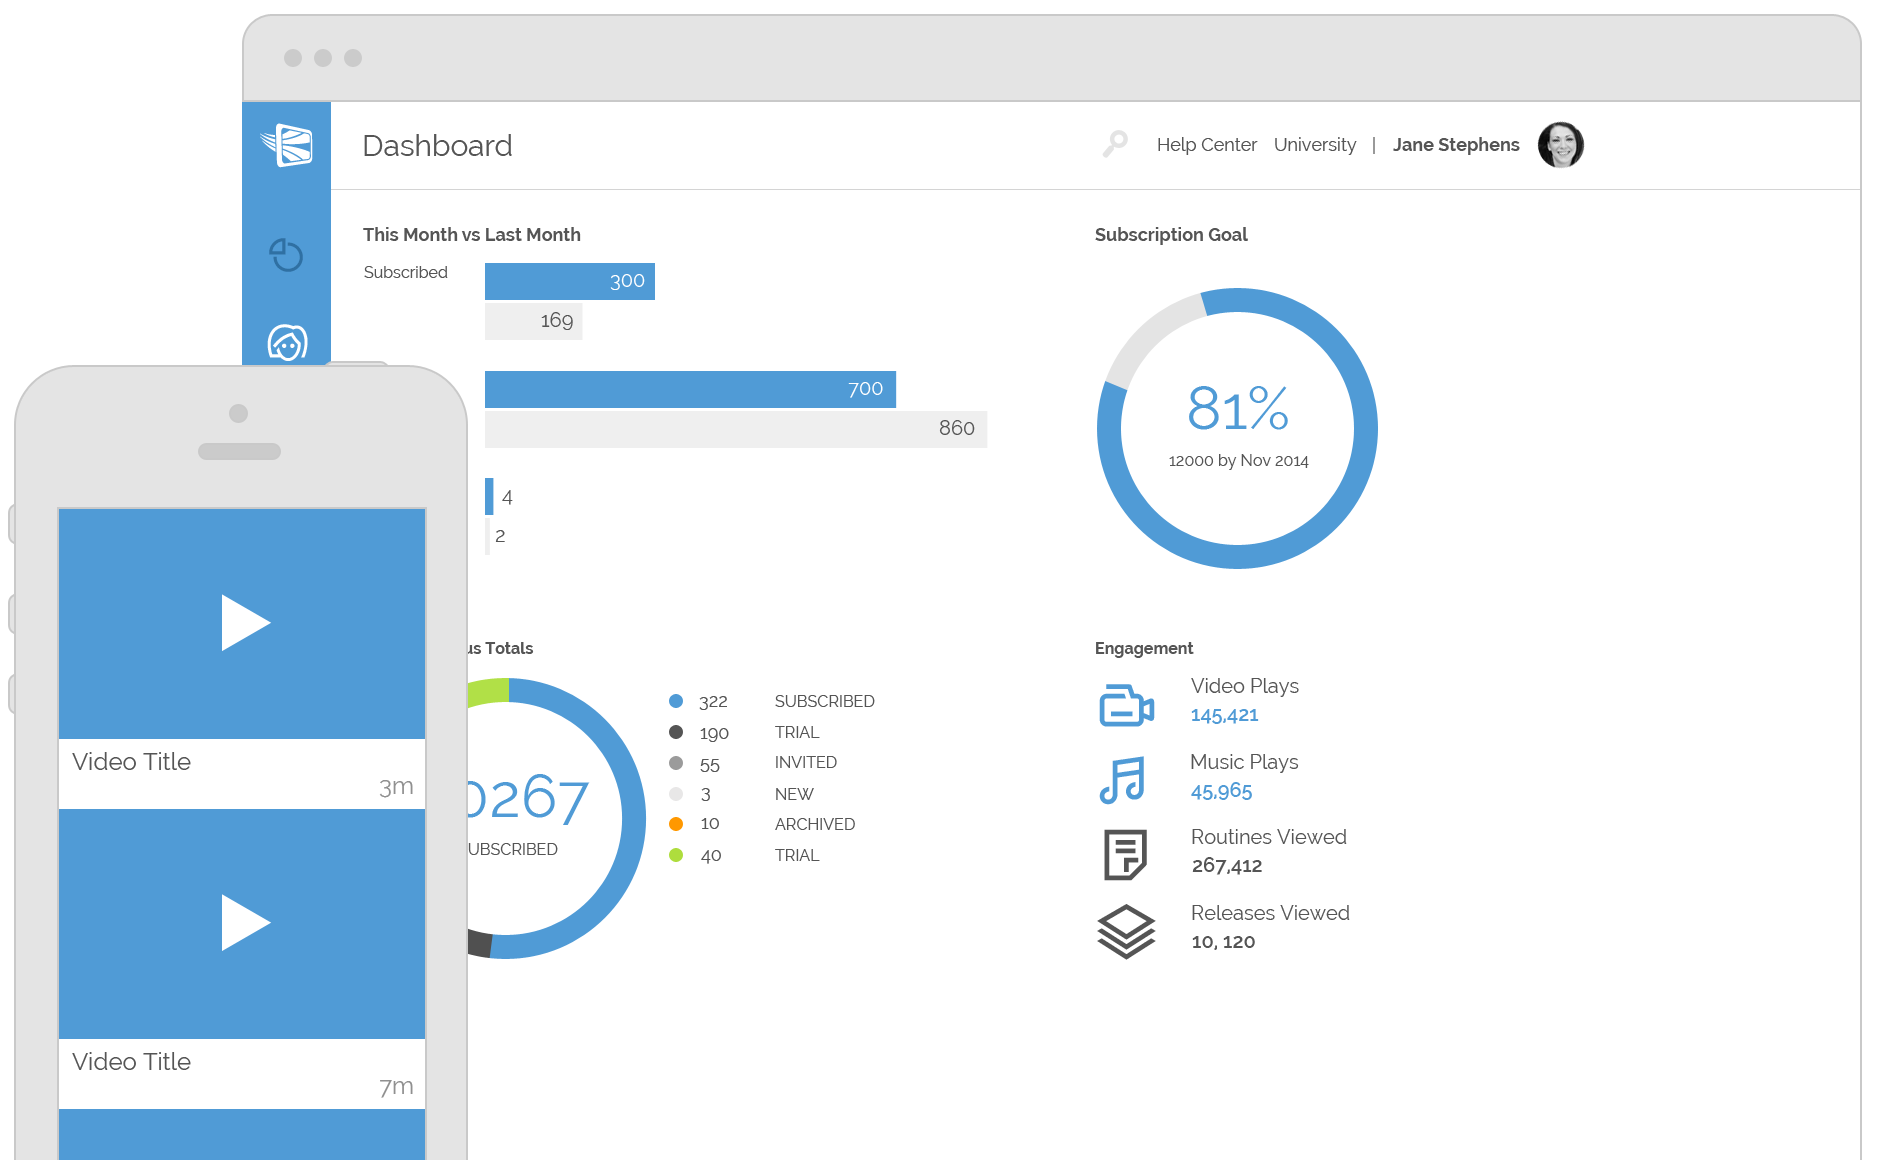 Dashboard
Help Center University | Jane Stephens
This Month vs Last Month
Subscribed
300
169
700
860
4
2
Subscription Goal
81%
12000 by Nov 2014
Totals
0267
UBSCRIBED
322 SUBSCRIBED
190 TRIAL
55 INVITED
3 NEW
10 ARCHIVED
40 TRIAL
Engagement
Video Plays
145,421
Music Plays
45,965
Routines Viewed
267,412
Releases Viewed
10, 120
Video Title
3m
Video Title
7m